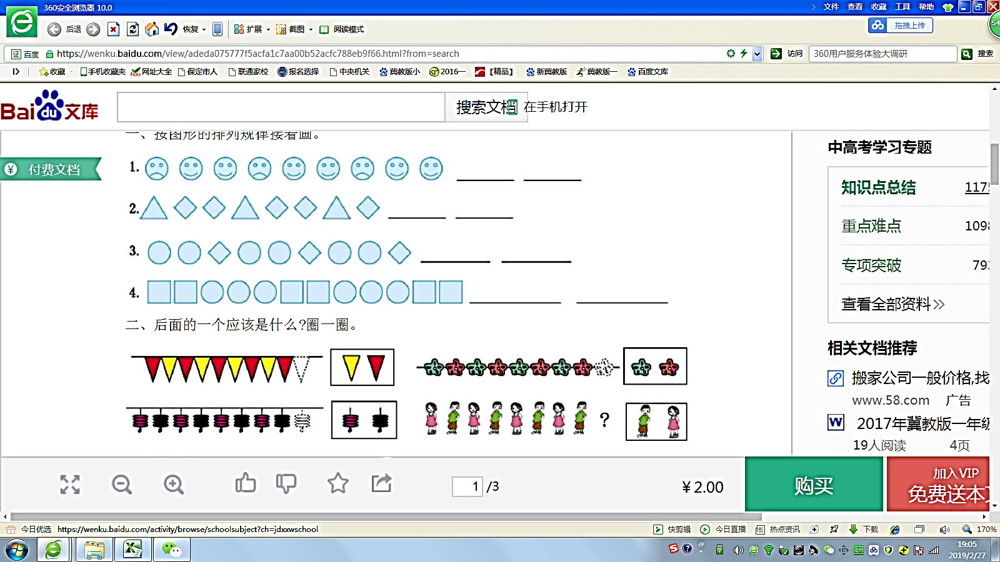 360安全浏览器 10.0
文件 查看 收藏 工具 帮助
后退 恢复 扩展 截图 阅读模式
拖拽上传
54
证 百度 https://wenku.baidu.com/view/adeda075777f5acfa1c7aa00b52acfc788eb9f66.html?from=search
访问 360用户服务体验大调研 搜索
收藏 手机收藏夹 网址大全 保定市人 联通家校 报名选择 中央机关 冀教版小 2016一 【精品】 新冀教版 冀教版一 百度文库
Bai du 文库
搜索文档 在手机打开
一、按图形的排列规律接着画。
付费文档
1.
2.
3.
4.
二、后面的一个应该是什么?圈一圈。
?
中高考学习专题
知识点总结 1175
重点难点 1098
专项突破 793
查看全部资料
相关文档推荐
搬家公司一般价格,找
www.58.com 广告
2017年冀教版一年级
19人阅读 4页
1 /3
¥2.00
购买
加入VIP
免费送本
今日优选 https://wenku.baidu.com/activity/browse/schoolsubject?ch=jdxxwschool
快剪辑 今日直播 热点资讯 下载 170%
19:05
2019/2/27